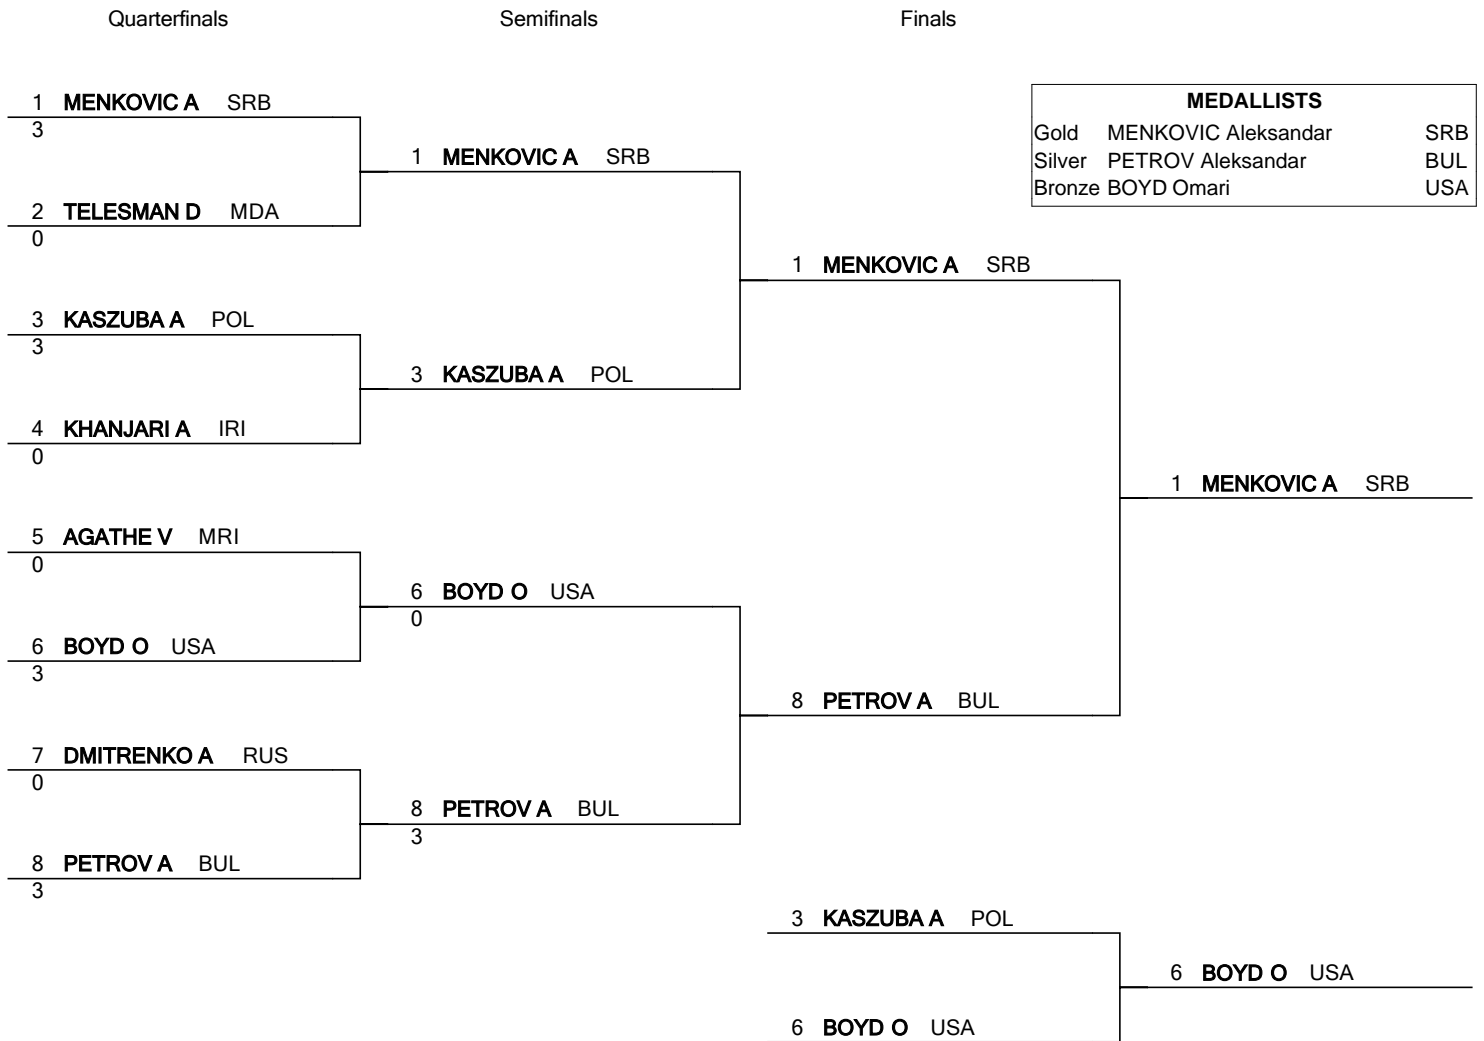 Quarterfinals Semifinals Finals
MEDALLISTS
Gold MENKOVIC Aleksandar SRB
Silver PETROV Aleksandar BUL
Bronze BOYD Omari USA
1 MENKOVIC A SRB
3
2 TELESMAN D MDA
0
3 KASZUBA A POL
3
4 KHANJARI A IRI
0
5 AGATHE V MRI
0
6 BOYD O USA
3
7 DMITRENKO A RUS
0
8 PETROV A BUL
3
1 MENKOVIC A SRB
3 KASZUBA A POL
6 BOYD O USA
0
8 PETROV A BUL
3
1 MENKOVIC A SRB
8 PETROV A BUL
1 MENKOVIC A SRB
3 KASZUBA A POL
6 BOYD O USA
6 BOYD O USA